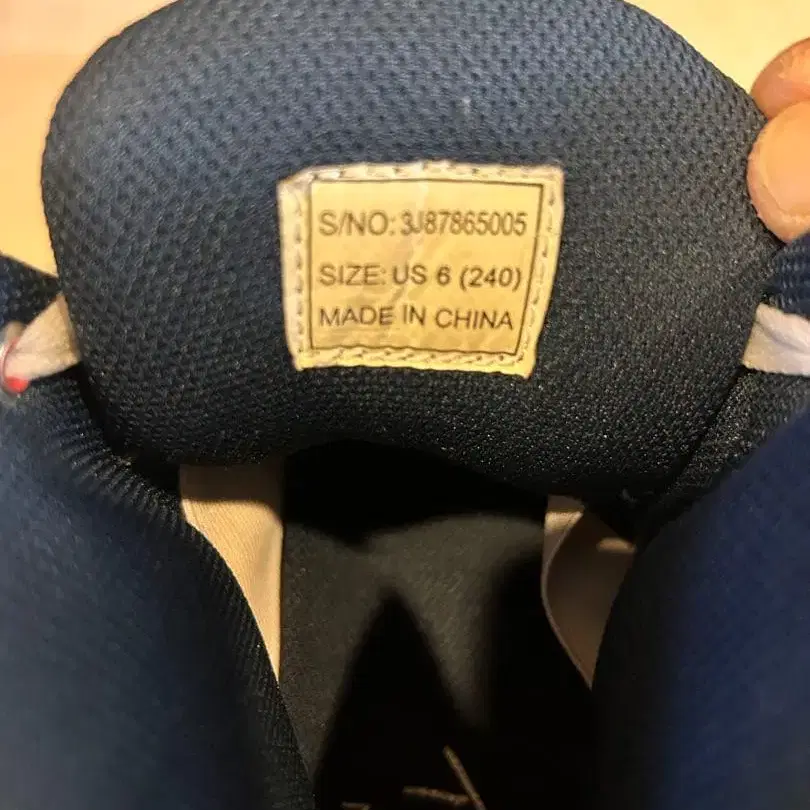 S/NO: 3J87865005
SIZE: US 6 (240)
MADE IN CHINA